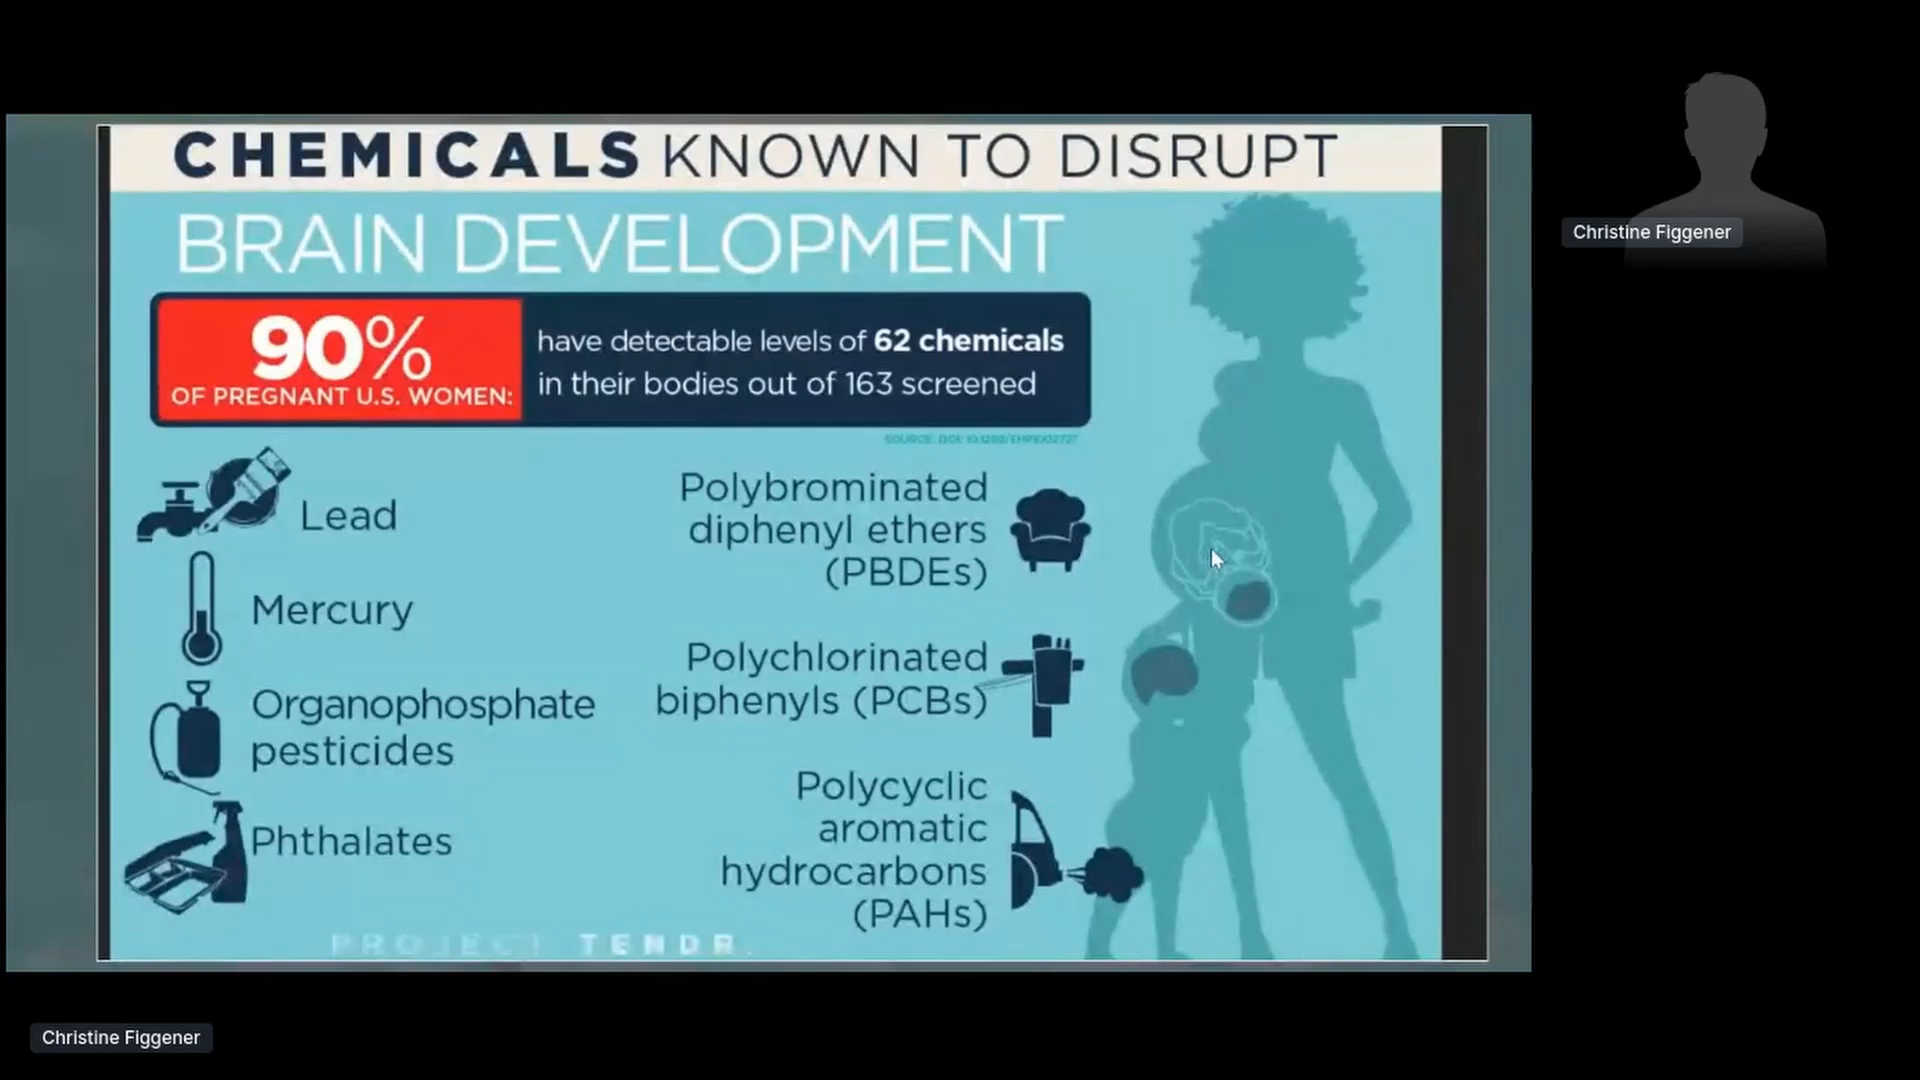 CHEMICALS KNOWN TO DISRUPT
BRAIN DEVELOPMENT
90%
OF PREGNANT U.S. WOMEN:
have detectable levels of 62 chemicals
in their bodies out of 163 screened
Lead
Mercury
Organophosphate
pesticides
Phthalates
Polybrominated
diphenyl ethers
(PBDEs)
Polychlorinated
biphenyls (PCBs)
Polycyclic
aromatic
hydrocarbons
(PAHs)
PROJECT TENDR.
Christine Figgener
Christine Figgener